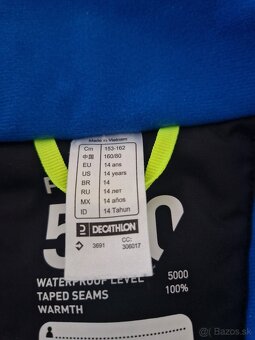 Made in Vietnam
Cm 153-162
中国 160/80
EUR 14 ans
US 14 years
BR 14
RU 14 лет
MX 14 años
ID 14 Tahun
DECATHLON
3691 CC: 306017
WATERPROOF LEVEL 5000
TAPED SEAMS 100%
WARMTH
Bazos.sk